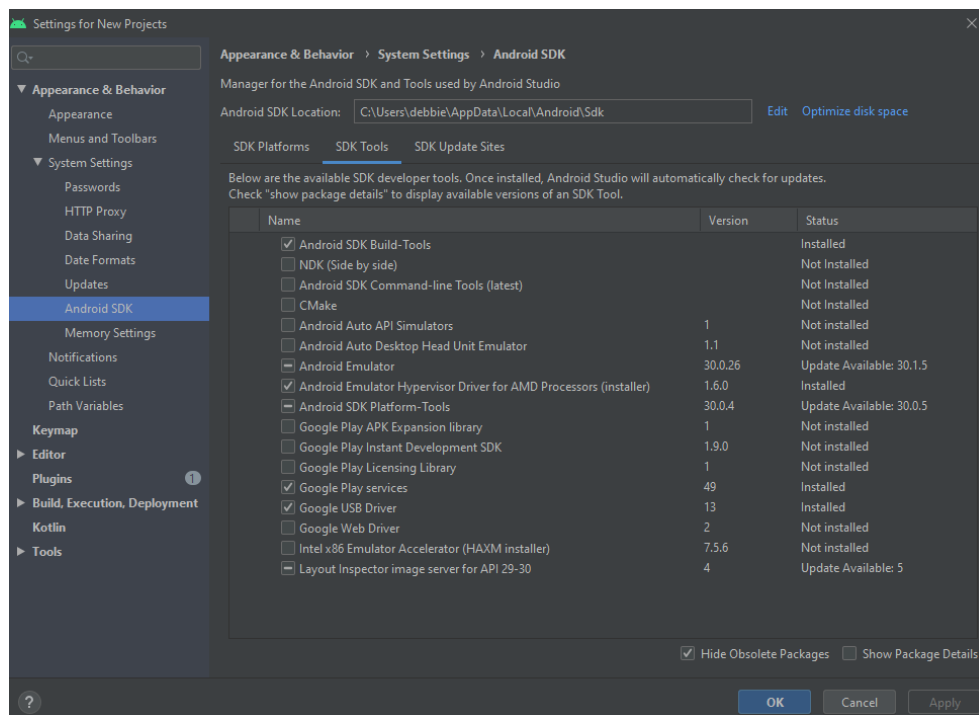 Settings for New Projects
Appearance & Behavior
Appearance
Menus and Toolbars
System Settings
Passwords
HTTP Proxy
Data Sharing
Date Formats
Updates
Android SDK
Memory Settings
Notifications
Quick Lists
Path Variables
Keymap
Editor
Plugins 1
Build, Execution, Deployment
Kotlin
Tools
Appearance & Behavior > System Settings > Android SDK
Manager for the Android SDK and Tools used by Android Studio
Android SDK Location: C:\Users\debbie\AppData\Local\Android\Sdk Edit Optimize disk space
SDK Platforms SDK Tools SDK Update Sites
Below are the available SDK developer tools. Once installed, Android Studio will automatically check for updates.
Check "show package details" to display available versions of an SDK Tool.
Name Version Status
Android SDK Build-Tools Installed
NDK (Side by side) Not Installed
Android SDK Command-line Tools (latest) Not Installed
CMake Not Installed
Android Auto API Simulators 1 Not installed
Android Auto Desktop Head Unit Emulator 1.1 Not installed
Android Emulator 30.0.26 Update Available: 30.1.5
Android Emulator Hypervisor Driver for AMD Processors (installer) 1.6.0 Installed
Android SDK Platform-Tools 30.0.4 Update Available: 30.0.5
Google Play APK Expansion library 1 Not installed
Google Play Instant Development SDK 1.9.0 Not installed
Google Play Licensing Library 1 Not installed
Google Play services 49 Installed
Google USB Driver 13 Installed
Google Web Driver 2 Not installed
Intel x86 Emulator Accelerator (HAXM installer) 7.5.6 Not installed
Layout Inspector image server for API 29-30 4 Update Available: 5
Hide Obsolete Packages Show Package Details
? OK Cancel Apply